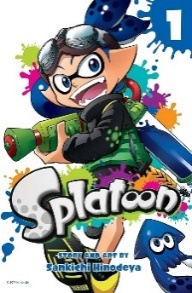 1
Splatoon
STORY AND ART BY
Sankichi Hinodeya